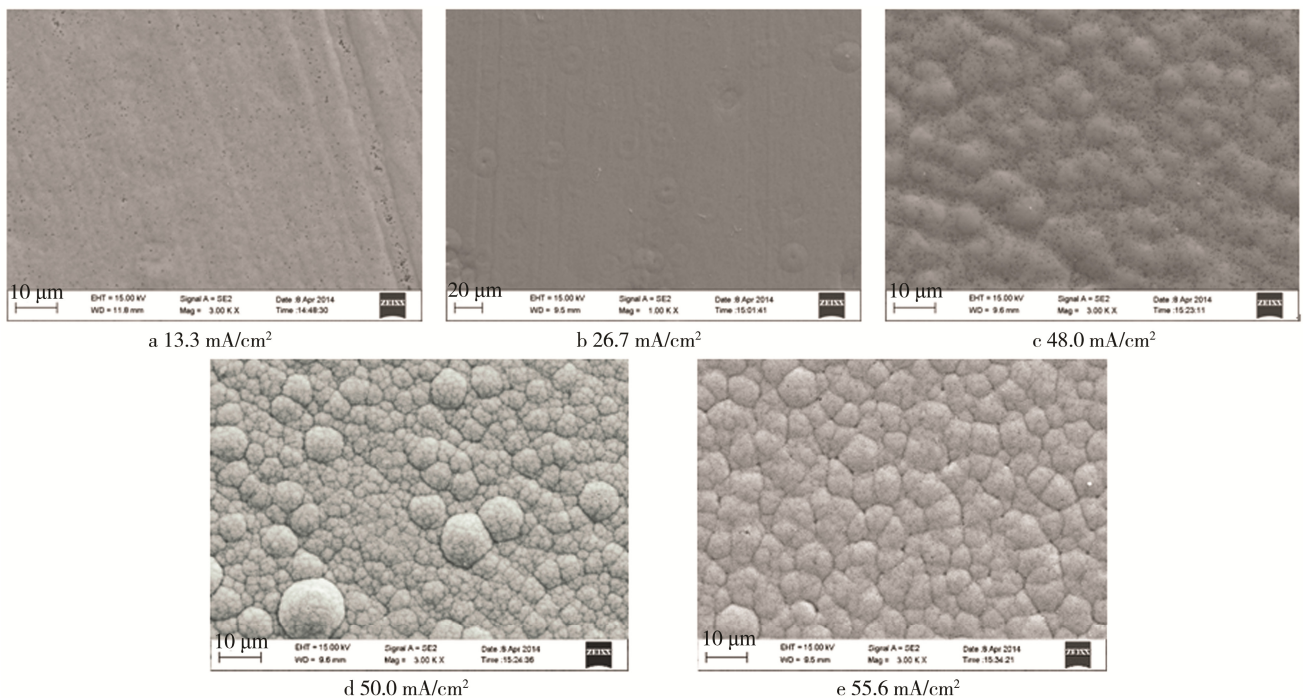 10 μm
EHT = 15.00 kV Signal A = SE2 Date :8 Apr 2014
WD = 11.8 mm Mag = 3.00 K X Time :14:48:30
ZEISS
a 13.3 mA/cm²
20 μm
EHT = 15.00 kV Signal A = SE2 Date :8 Apr 2014
WD = 9.5 mm Mag = 1.00 K X Time :15:01:41
ZEISS
b 26.7 mA/cm²
10 μm
EHT = 15.00 kV Signal A = SE2 Date :8 Apr 2014
WD = 9.6 mm Mag = 3.00 K X Time :15:23:11
ZEISS
c 48.0 mA/cm²
10 μm
EHT = 15.00 kV Signal A = SE2 Date :8 Apr 2014
WD = 9.6 mm Mag = 3.00 K X Time :15:24:36
ZEISS
d 50.0 mA/cm²
10 μm
EHT = 15.00 kV Signal A = SE2 Date :8 Apr 2014
WD = 9.5 mm Mag = 3.00 K X Time :15:34:21
ZEISS
e 55.6 mA/cm²